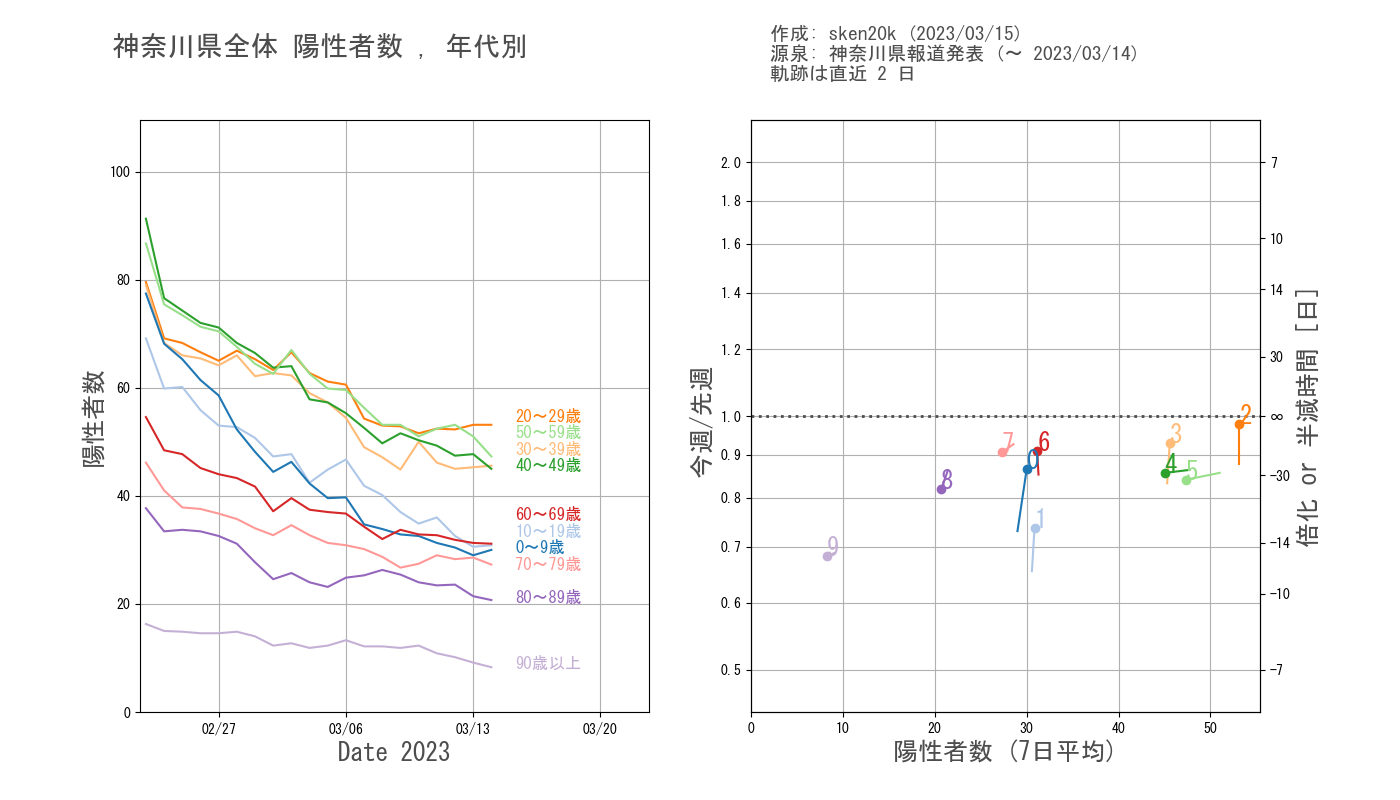 神奈川県全体 陽性者数 , 年代別
作成: sken20k (2023/03/15)
源泉: 神奈川県報道発表 (〜 2023/03/14)
軌跡は直近 2 日
陽性者数
100
80
60
40
20
0
02/27
03/06
03/13
03/20
Date 2023
20〜29歳
50〜59歳
30〜39歳
40〜49歳
60〜69歳
10〜19歳
0〜9歳
70〜79歳
80〜89歳
90歳以上
今週/先週
2.0
1.8
1.6
1.4
1.2
1.0
0.9
0.8
0.7
0.6
0.5
0
10
20
30
40
50
陽性者数 (7日平均)
2
3
6
7
0
4
5
8
1
9
7
10
14
30
∞
−30
−14
−10
−7
倍化 or 半減時間 [日]